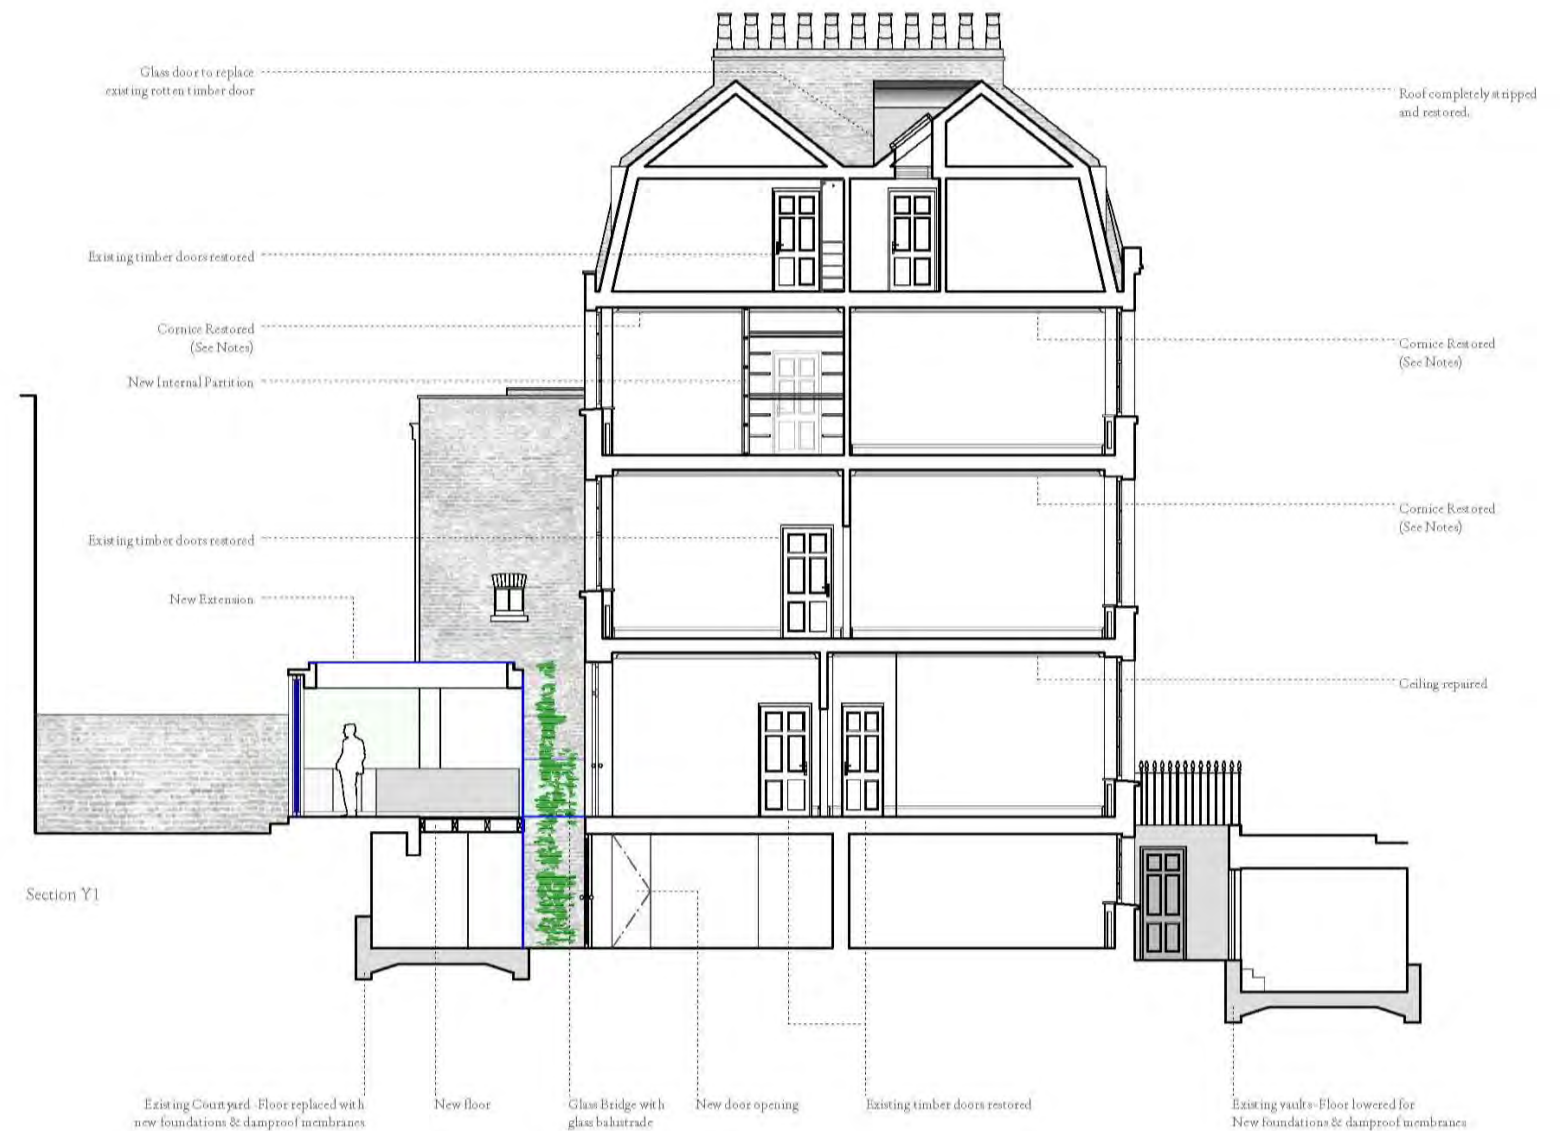 Glass door to replace
existing rotten timber door
Roof completely stripped
and restored.
Existing timber doors restored
Cornice Restored
(See Notes)
Cornice Restored
(See Notes)
New Internal Partition
Cornice Restored
(See Notes)
Existing timber doors restored
New Extension
Ceiling repaired
Section Y1
Existing Courtyard -Floor replaced with
new foundations & damproof membranes
New floor
Glass Bridge with
glass balustrade
New door opening
Existing timber doors restored
Existing vaults-Floor lowered for
New foundations & damproof membranes